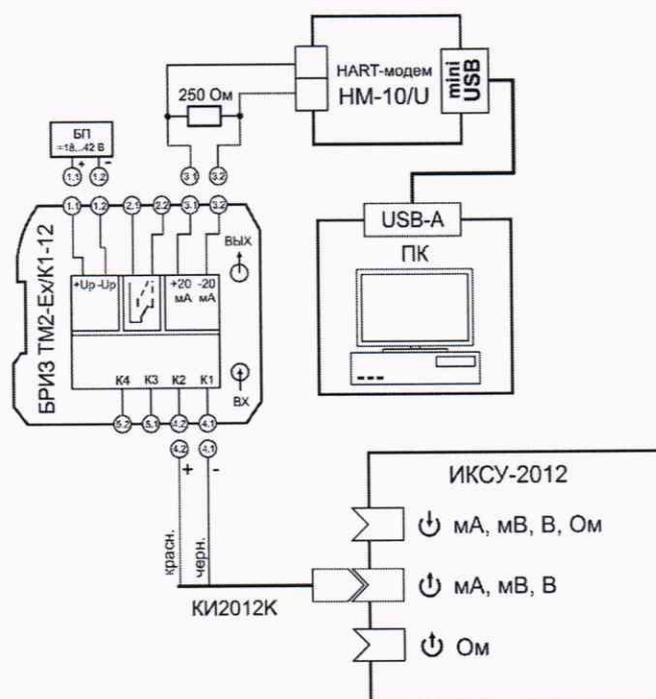 HART-модем
HM-10/U
mini
USB
250 Ом
БП
=18...42 В
+ -
1.1 1.2 3.1 3.2
1.1 1.2 2.1 2.2 3.1 3.2
USB-A
ПК
БРИЗ ТМ2-Ех/К1-12
ВЫХ
+Up -Up +20 мА -20 мА
К4 К3 К2 К1
ВХ
5.2 5.1 4.2 4.1
4.2 4.1
+ -
красн.
черн.
КИ2012К
ИКСУ-2012
мА, мВ, В, Ом
мА, мВ, В
Ом